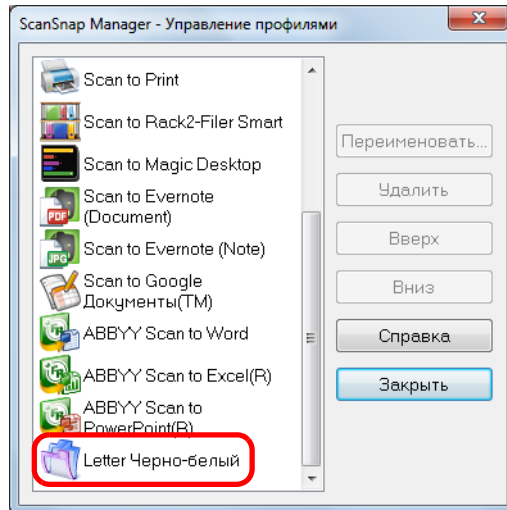 ScanSnap Manager - Управление профилями
Scan to Print
Scan to Rack2-Filer Smart
Scan to Magic Desktop
Scan to Evernote
(Document)
Scan to Evernote (Note)
Scan to Google
Документы(TM)
ABBYY Scan to Word
ABBYY Scan to Excel(R)
ABBYY Scan to
PowerPoint(R)
Letter Черно-белый
Переименовать...
Удалить
Вверх
Вниз
Справка
Закрыть